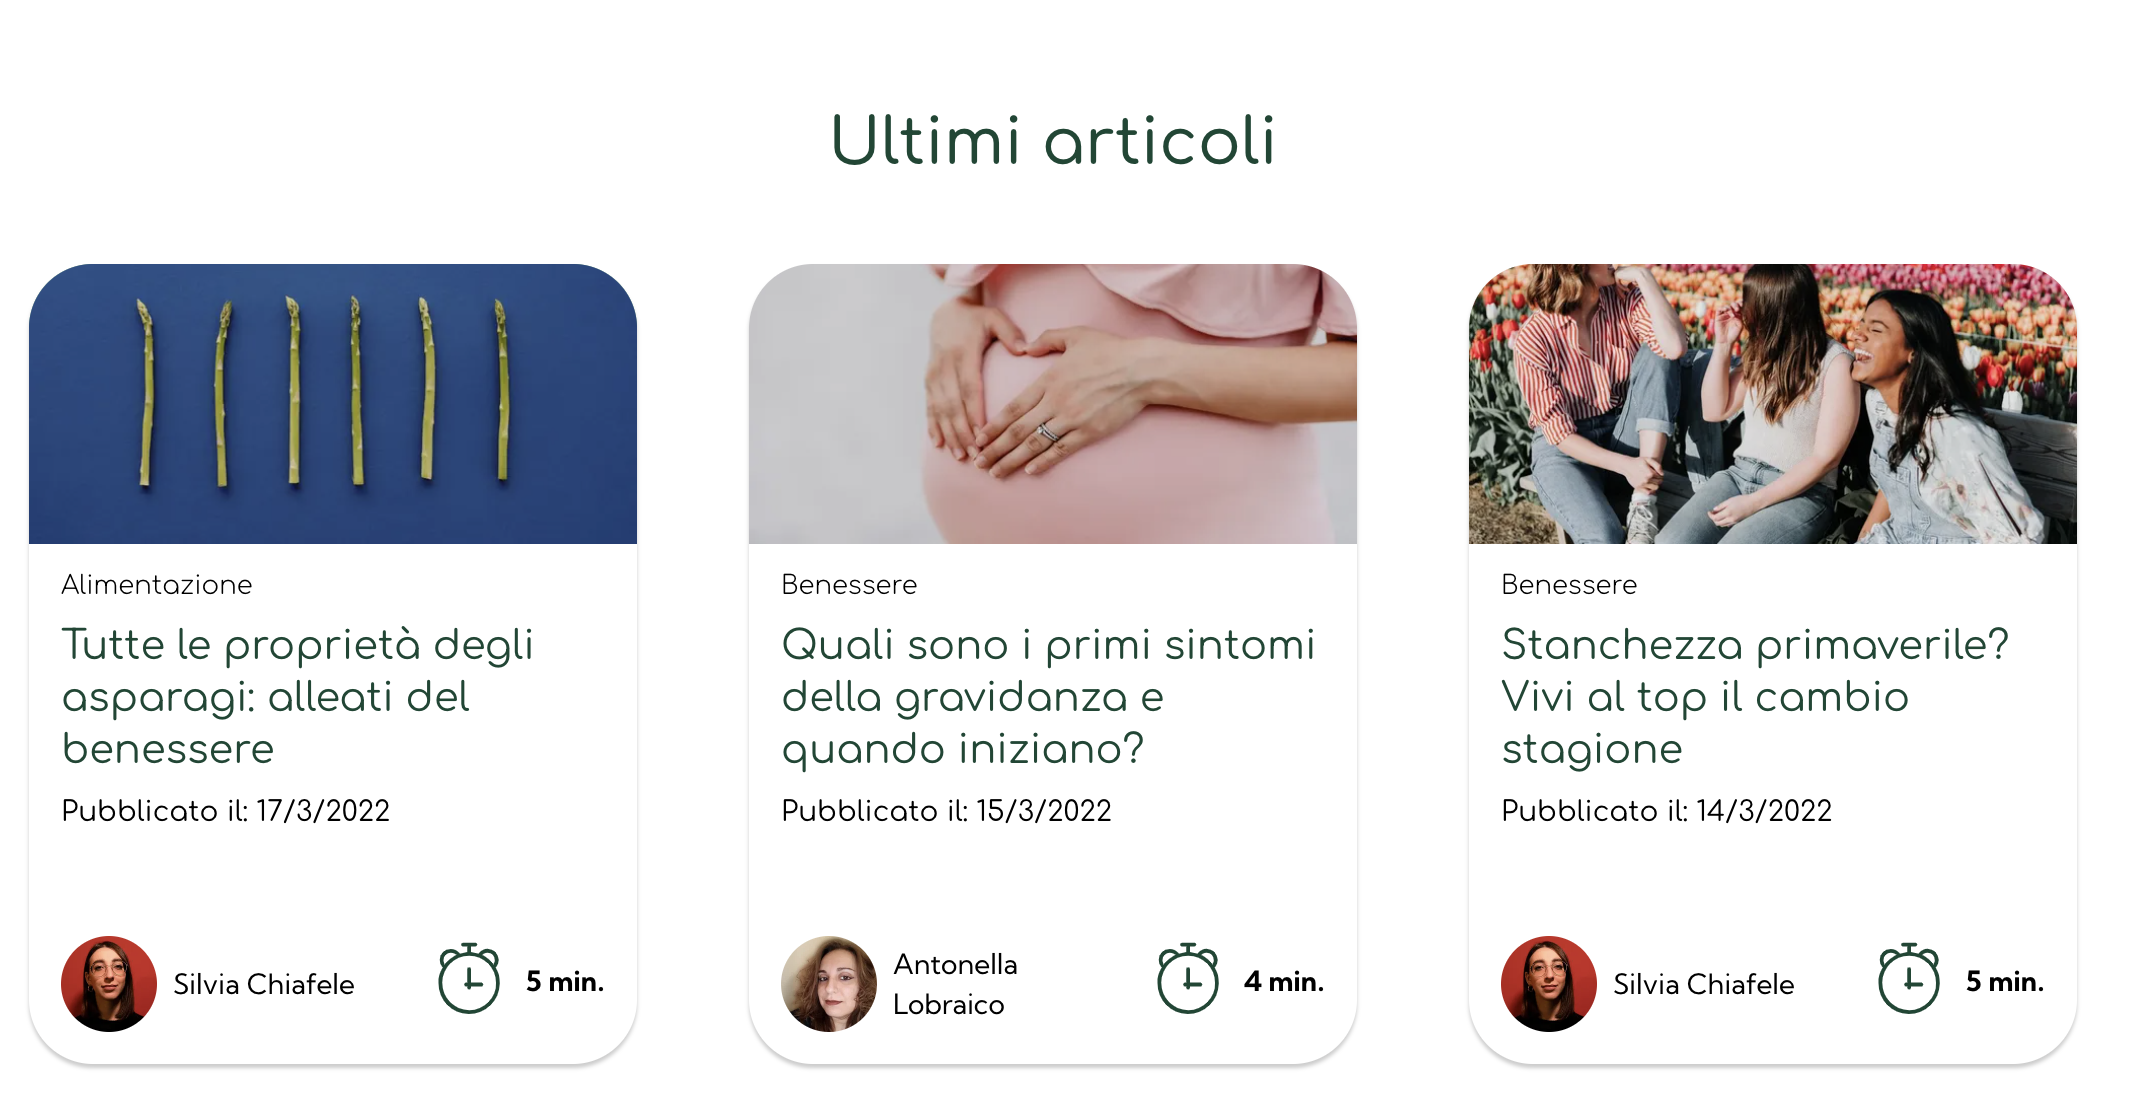 Ultimi articoli
Alimentazione
Tutte le proprietà degli
asparagi: alleati del
benessere
Pubblicato il: 17/3/2022
Silvia Chiafele
5 min.
Benessere
Quali sono i primi sintomi
della gravidanza e
quando iniziano?
Pubblicato il: 15/3/2022
Antonella
Lobraico
4 min.
Benessere
Stanchezza primaverile?
Vivi al top il cambio
stagione
Pubblicato il: 14/3/2022
Silvia Chiafele
5 min.